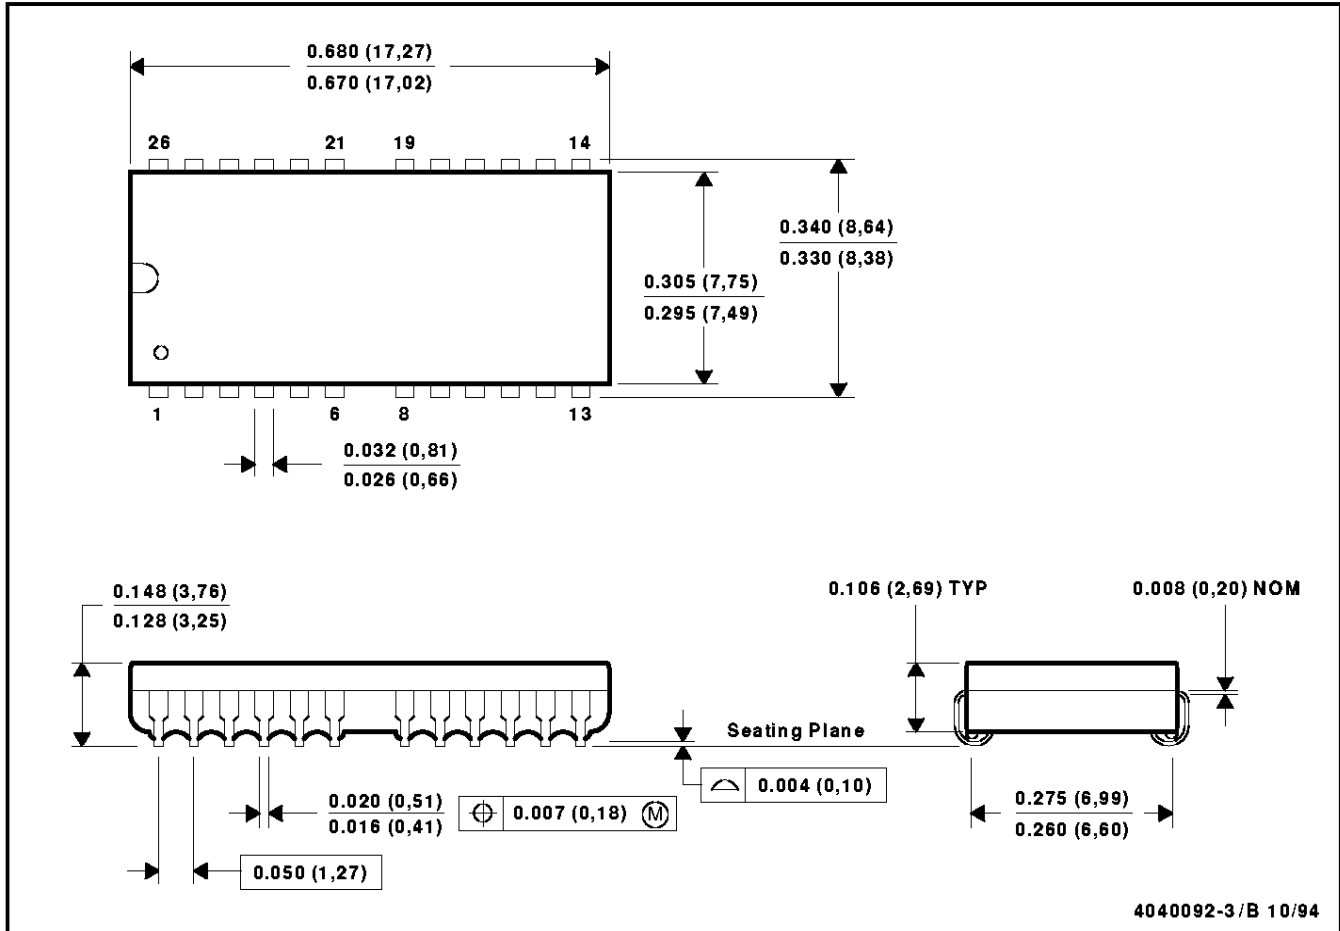 0.680 (17,27)
0.670 (17,02)
26 21 19 14
0.340 (8,64)
0.330 (8,38)
0.305 (7,75)
0.295 (7,49)
1 6 8 13
0.032 (0,81)
0.026 (0,66)
0.148 (3,76)
0.128 (3,25)
0.106 (2,69) TYP
0.008 (0,20) NOM
Seating Plane
0.004 (0,10)
0.020 (0,51)
0.016 (0,41)
0.007 (0,18) Ⓜ
0.275 (6,99)
0.260 (6,60)
0.050 (1,27)
4040092-3/B 10/94